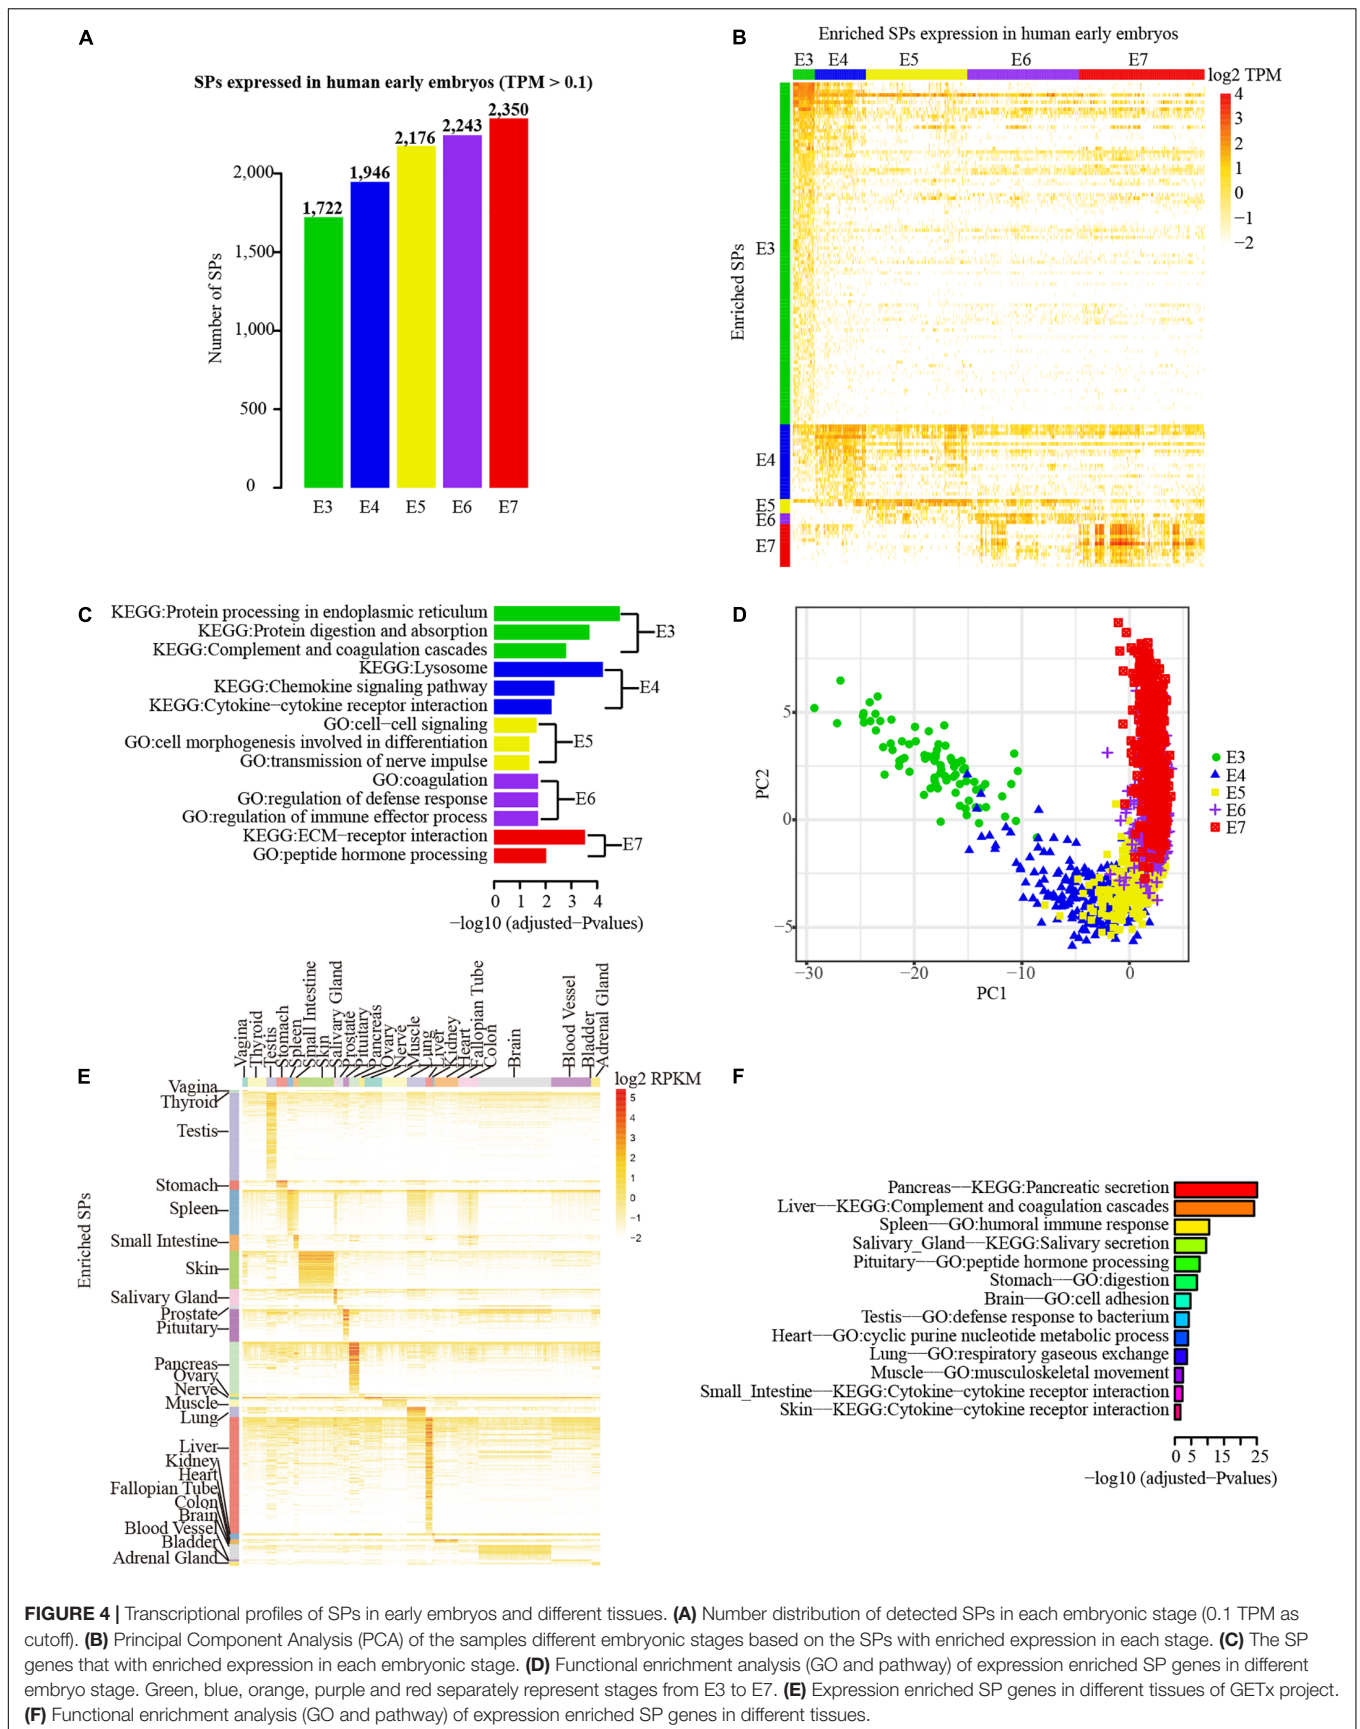 A
SPs expressed in human early embryos (TPM > 0.1)
Number of SPs
2,000
1,500
1,000
500
0
1,722
1,946
2,176
2,243
2,350
E3 E4 E5 E6 E7
B
Enriched SPs expression in human early embryos
E3 E4 E5 E6 E7
log2 TPM
4
3
2
1
0
−1
−2
Enriched SPs
E3
E4
E5
E6
E7
C
KEGG:Protein processing in endoplasmic reticulum
KEGG:Protein digestion and absorption
KEGG:Complement and coagulation cascades
KEGG:Lysosome
KEGG:Chemokine signaling pathway
KEGG:Cytokine−cytokine receptor interaction
GO:cell−cell signaling
GO:cell morphogenesis involved in differentiation
GO:transmission of nerve impulse
GO:coagulation
GO:regulation of defense response
GO:regulation of immune effector process
KEGG:ECM−receptor interaction
GO:peptide hormone processing
E3
E4
E5
E6
E7
0 1 2 3 4
−log10 (adjusted−Pvalues)
D
PC2
5
0
−5
−30 −20 −10 0
PC1
E3
E4
E5
E6
E7
E
Vagina
Thyroid
Testis
Stomach
Spleen
Small Intestine
Skin
Salivary Gland
Prostate
Pituitary
Pancreas
Ovary
Nerve
Muscle
Lung
Liver
Kidney
Heart
Fallopian Tube
Colon
Brain
Blood Vessel
Bladder
Adrenal Gland
log2 RPKM
5
4
3
2
1
0
−1
−2
Enriched SPs
Vagina
Thyroid
Testis
Stomach
Spleen
Small Intestine
Skin
Salivary Gland
Prostate
Pituitary
Pancreas
Ovary
Nerve
Muscle
Lung
Liver
Kidney
Heart
Fallopian Tube
Colon
Brain
Blood Vessel
Bladder
Adrenal Gland
F
Pancreas−−KEGG:Pancreatic secretion
Liver−−KEGG:Complement and coagulation cascades
Spleen−−GO:humoral immune response
Salivary_Gland−−KEGG:Salivary secretion
Pituitary−−GO:peptide hormone processing
Stomach−−GO:digestion
Brain−−GO:cell adhesion
Testis−−GO:defense response to bacterium
Heart−−GO:cyclic purine nucleotide metabolic process
Lung−−GO:respiratory gaseous exchange
Muscle−−GO:musculoskeletal movement
Small_Intestine−−KEGG:Cytokine−cytokine receptor interaction
Skin−−KEGG:Cytokine−cytokine receptor interaction
0 5 15 25
−log10 (adjusted−Pvalues)
FIGURE 4 | Transcriptional profiles of SPs in early embryos and different tissues. (A) Number distribution of detected SPs in each embryonic stage (0.1 TPM as
cutoff). (B) Principal Component Analysis (PCA) of the samples different embryonic stages based on the SPs with enriched expression in each stage. (C) The SP
genes that with enriched expression in each embryonic stage. (D) Functional enrichment analysis (GO and pathway) of expression enriched SP genes in different
embryo stage. Green, blue, orange, purple and red separately represent stages from E3 to E7. (E) Expression enriched SP genes in different tissues of GETx project.
(F) Functional enrichment analysis (GO and pathway) of expression enriched SP genes in different tissues.